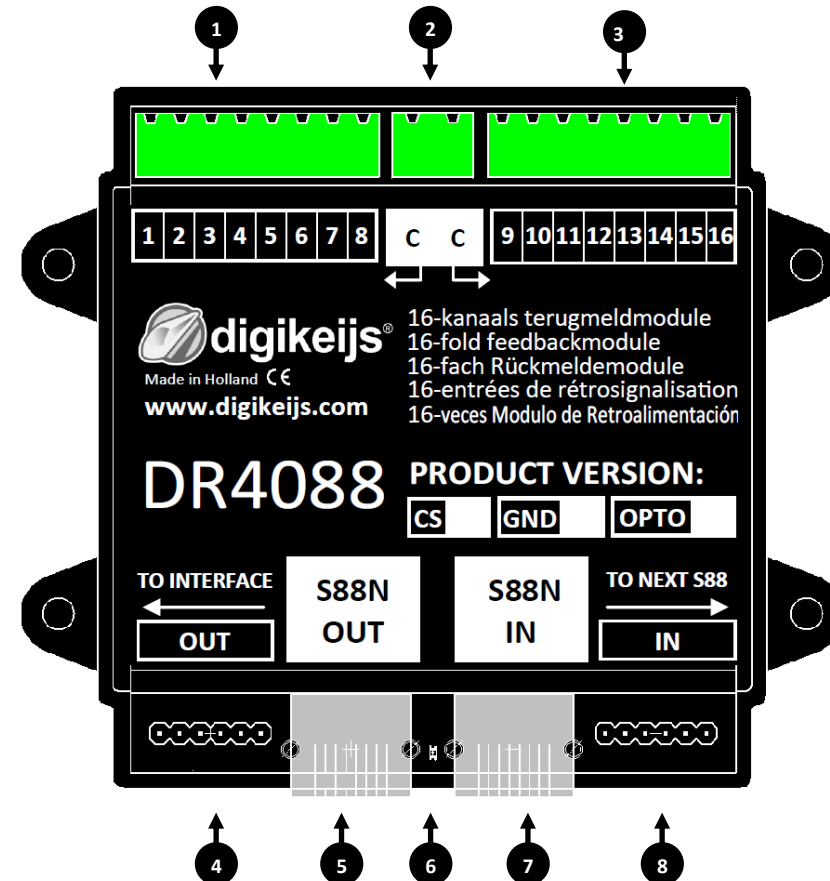 1 2 3
1 2 3 4 5 6 7 8 C C 9 10 11 12 13 14 15 16
digikeijs®
Made in Holland CE
www.digikeijs.com
16-kanaals terugmeldmodule
16-fold feedbackmodule
16-fach Rückmeldemodule
16-entrées de rétrosignalisation
16-veces Modulo de Retroalimentación
DR4088
PRODUCT VERSION:
CS GND OPTO
TO INTERFACE
OUT
S88N
OUT
S88N
IN
TO NEXT S88
IN
4 5 6 7 8